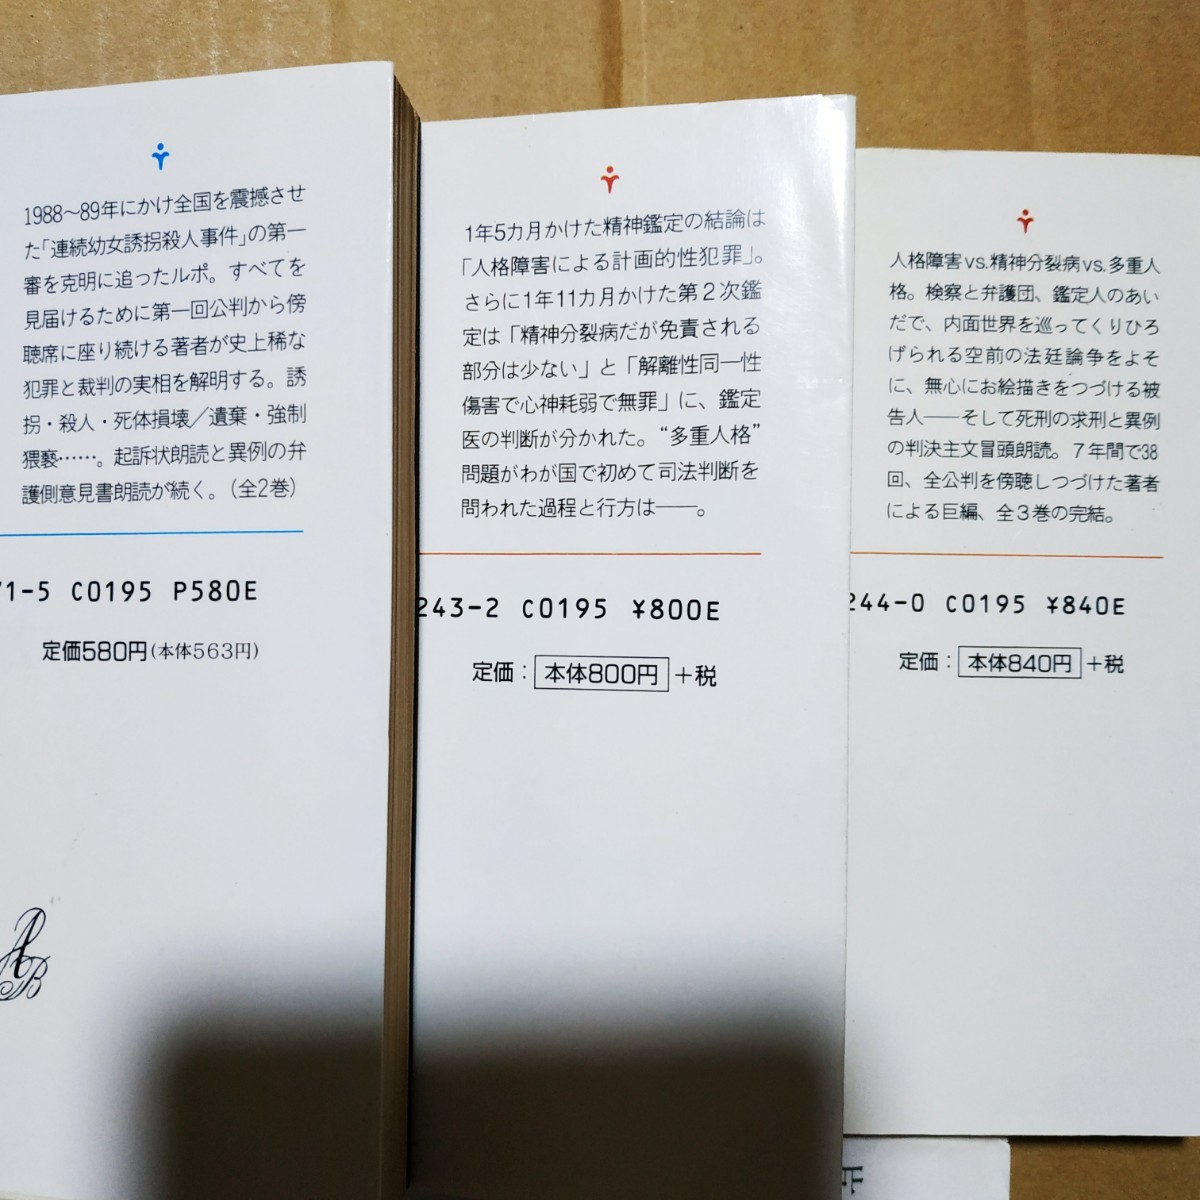 1988〜89年にかけ全国を震撼させ
た「連続幼女誘拐殺人事件」の第一
審を克明に追ったルポ。すべてを
見届けるために第一回公判から傍
聴席に座り続ける著者が史上稀な
犯罪と裁判の実相を解明する。誘
拐・殺人・死体損壊／遺棄・強制
猥褻……。起訴状朗読と異例の弁
護側意見書朗読が続く。（全2巻）
71-5 C0195 P580E
定価580円（本体563円）
AB
1年5カ月かけた精神鑑定の結論は
「人格障害による計画的性犯罪」。
さらに1年11カ月かけた第2次鑑
定は「精神分裂病だが免責される
部分は少ない」と「解離性同一性
傷害で心神耗弱で無罪」に、鑑定
医の判断が分かれた。“多重人格”
問題がわが国で初めて司法判断を
問われた過程と行方は——。
243-2 C0195 ¥800E
定価：本体800円＋税
人格障害vs.精神分裂病vs.多重人
格。検察と弁護団、鑑定人のあい
だで、内面世界を巡ってくりひろ
げられる空前の法廷論争をよそ
に、無心にお絵描きをつづける被
告人——そして死刑の求刑と異例
の判決主文冒頭朗読。7年間で38
回、全公判を傍聴しつづけた著者
による巨編、全3巻の完結。
244-0 C0195 ¥840E
定価：本体840円＋税